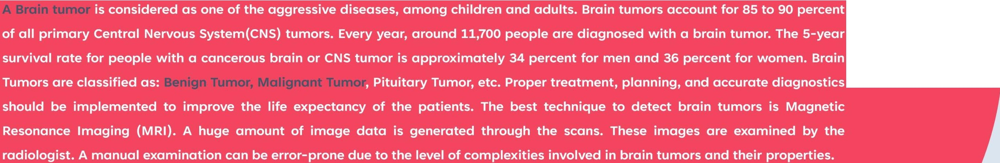 A Brain tumor is considered as one of the aggressive diseases, among children and adults. Brain tumors account for 85 to 90 percent
of all primary Central Nervous System(CNS) tumors. Every year, around 11,700 people are diagnosed with a brain tumor. The 5-year
survival rate for people with a cancerous brain or CNS tumor is approximately 34 percent for men and 36 percent for women. Brain
Tumors are classified as: Benign Tumor, Malignant Tumor, Pituitary Tumor, etc. Proper treatment, planning, and accurate diagnostics
should be implemented to improve the life expectancy of the patients. The best technique to detect brain tumors is Magnetic
Resonance Imaging (MRI). A huge amount of image data is generated through the scans. These images are examined by the
radiologist. A manual examination can be error-prone due to the level of complexities involved in brain tumors and their properties.